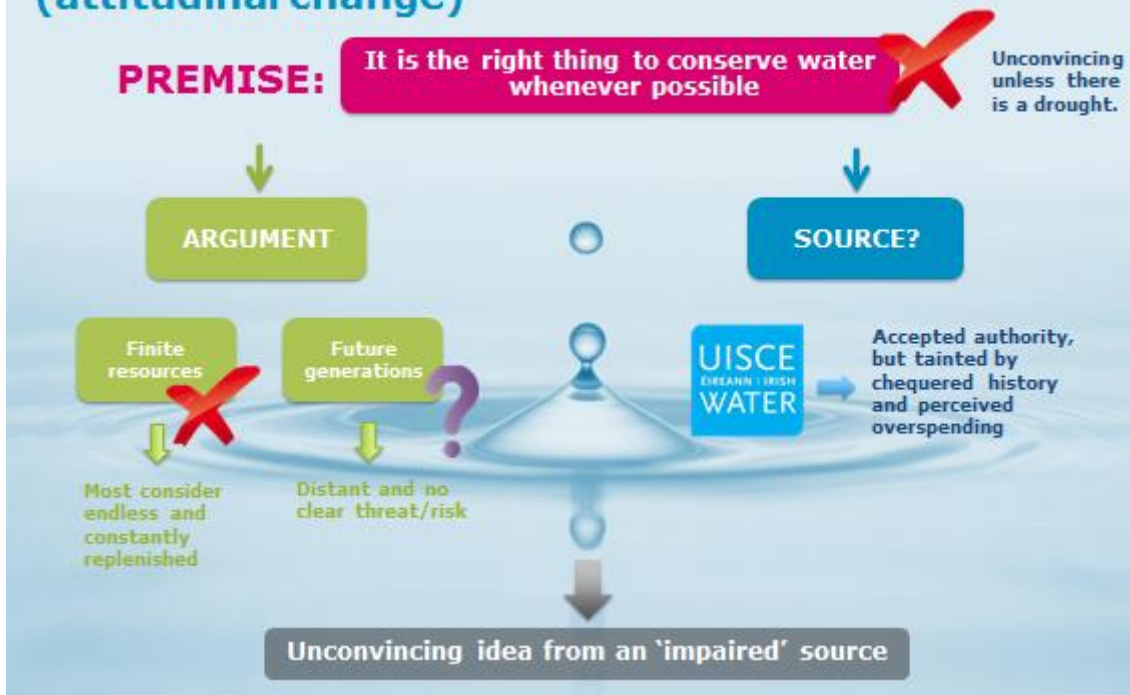 (attitudinal change)
PREMISE:
It is the right thing to conserve water
whenever possible
Unconvincing
unless there
is a drought.
ARGUMENT
SOURCE?
Finite
resources
Future
generations
?
UISCE
ÉIREANN : IRISH
WATER
Accepted authority,
but tainted by
chequered history
and perceived
overspending
Most consider
endless and
constantly
replenished
Distant and no
clear threat/risk
Unconvincing idea from an ‘impaired’ source